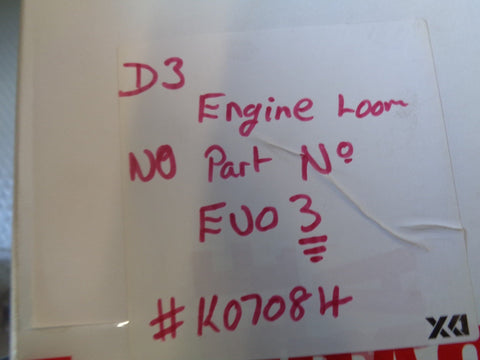 D3
Engine Loom
NO Part Nº
EVO 3
#K0708H